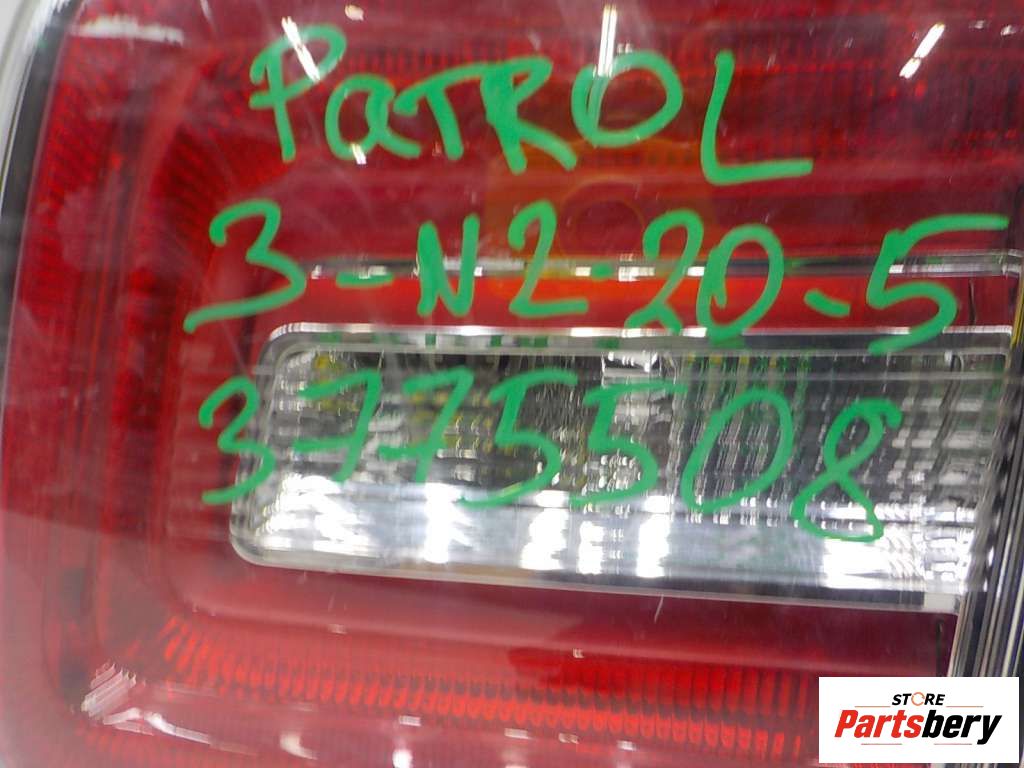 PaTROL
3-N2-20-5
3775508
STORE
Partsbery